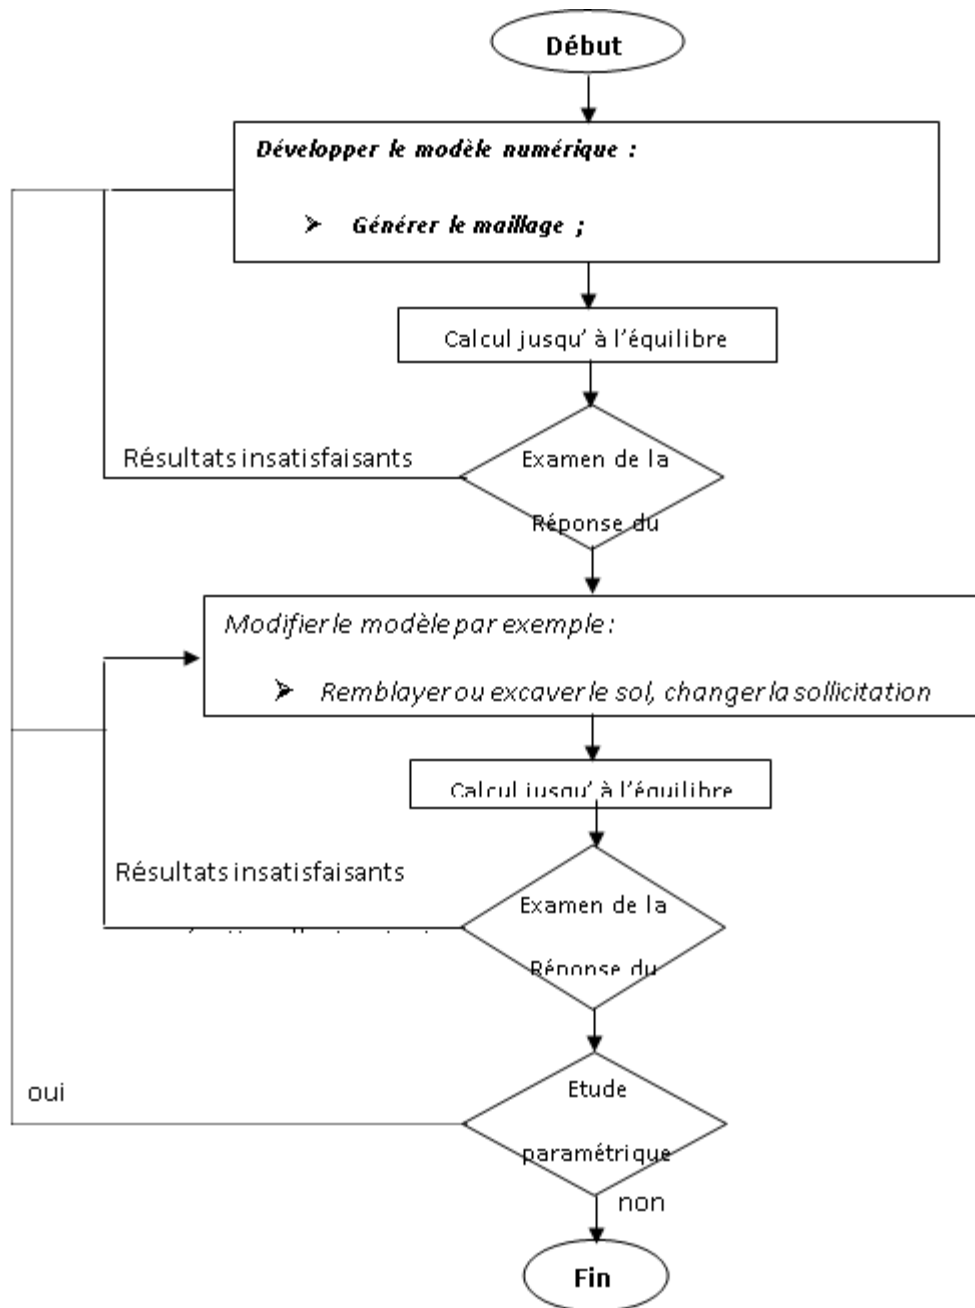 Début
Développer le modèle numérique :
➢ Générer le maillage ;
Calcul jusqu’ à l’équilibre
Résultats insatisfaisants
Examen de la
Réponse du
Modifier le modèle par exemple :
➢ Remblayer ou excaver le sol, changer la sollicitation
Calcul jusqu’ à l’équilibre
Résultats insatisfaisants
Examen de la
Réponse du
oui
Etude
paramétrique
non
Fin